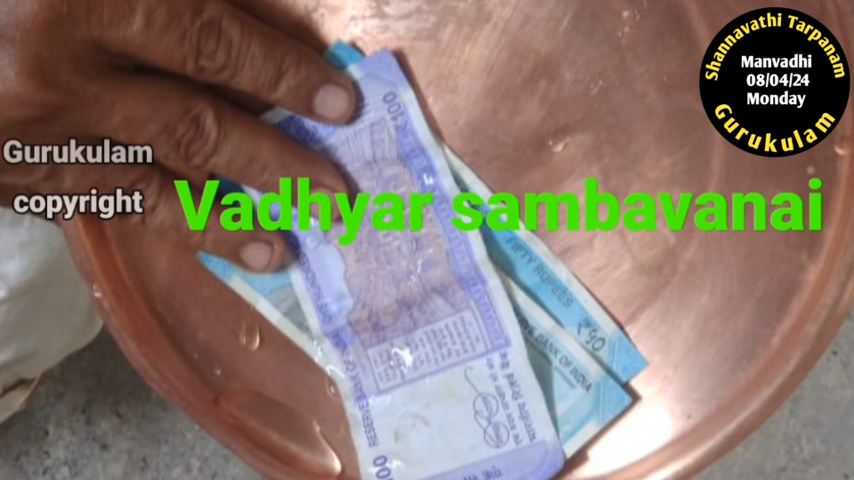 Shannavathi Tarpanam
Manvadhi
08/04/24
Monday
Gurukulam
Gurukulam
copyright
Vadhyar sambavanai
₹100
FIFTY RUPEES
₹50
BANK OF INDIA
RESERVE BANK OF
100